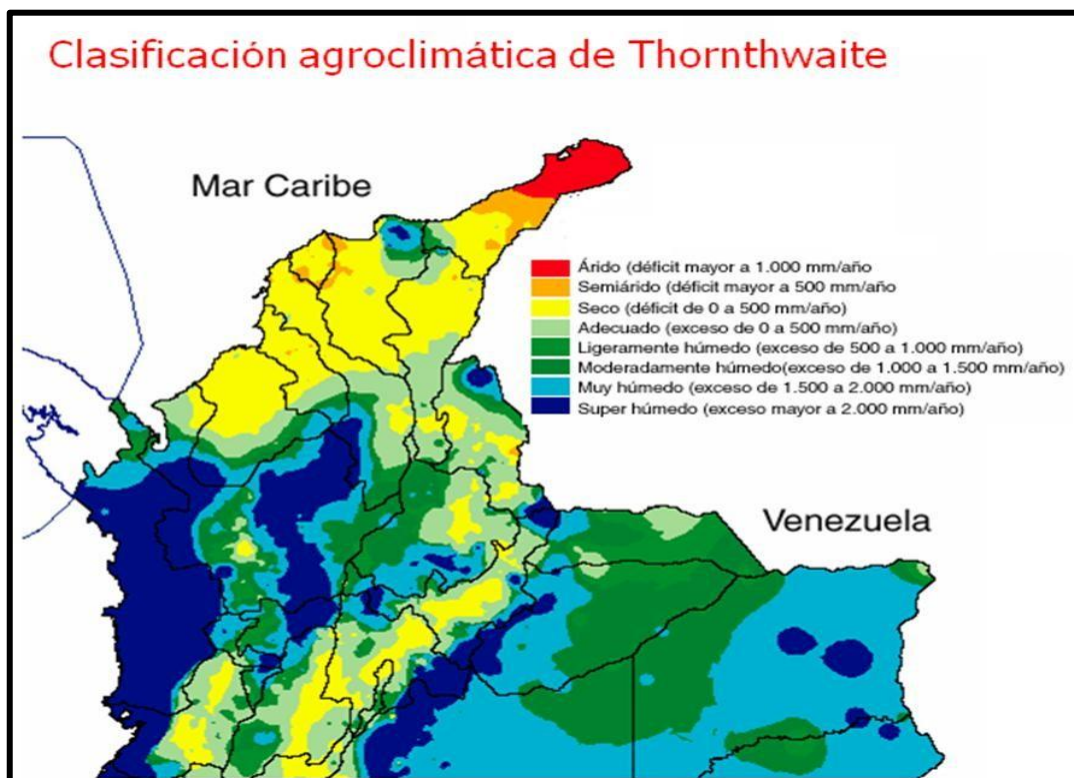 Clasificación agroclimática de Thornthwaite
Mar Caribe
Árido (déficit mayor a 1.000 mm/año
Semiárido (déficit mayor a 500 mm/año
Seco (déficit de 0 a 500 mm/año)
Adecuado (exceso de 0 a 500 mm/año)
Ligeramente húmedo (exceso de 500 a 1.000 mm/año)
Moderadamente húmedo(exceso de 1.000 a 1.500 mm/año)
Muy húmedo (exceso de 1.500 a 2.000 mm/año)
Super húmedo (exceso mayor a 2.000 mm/año)
Venezuela